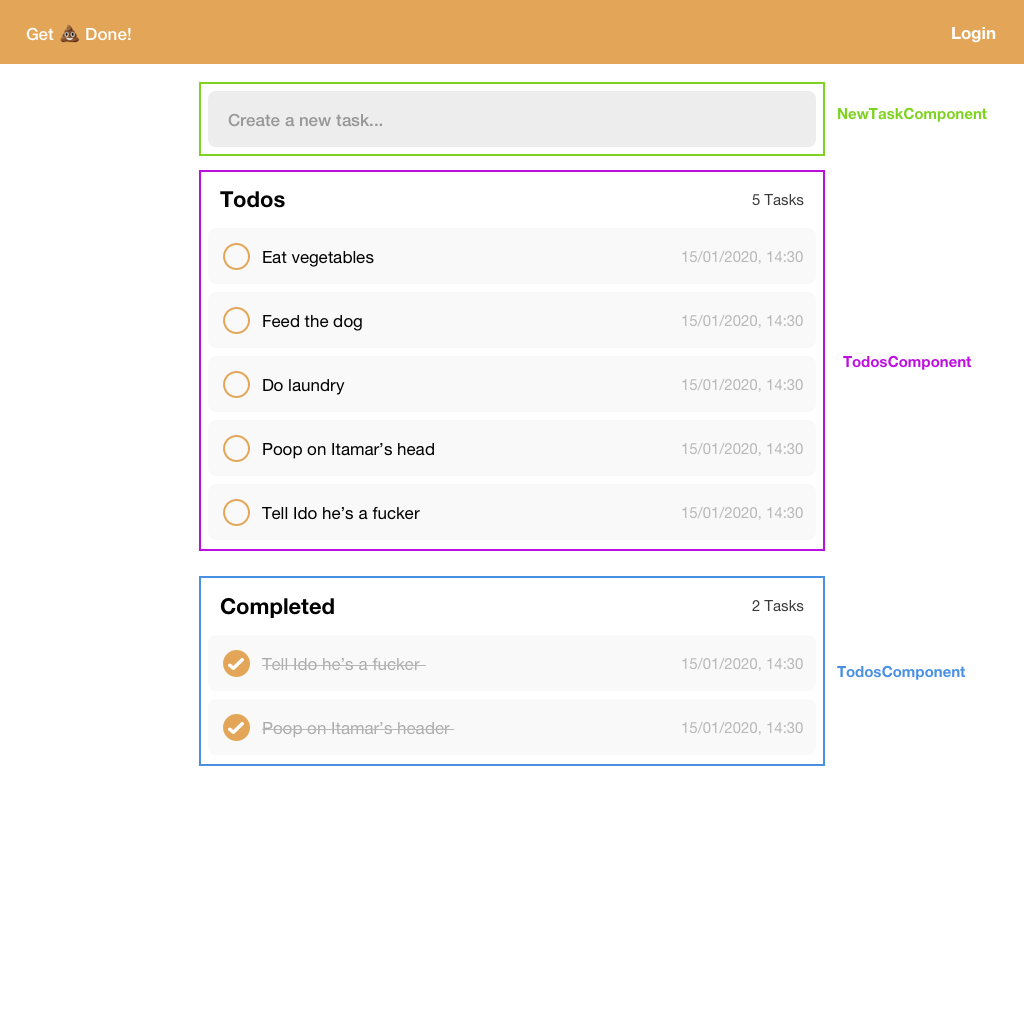 Get 💩 Done!
Login
Create a new task...
NewTaskComponent
Todos
5 Tasks
Eat vegetables
15/01/2020, 14:30
Feed the dog
15/01/2020, 14:30
TodosComponent
Do laundry
15/01/2020, 14:30
Poop on Itamar’s head
15/01/2020, 14:30
Tell Ido he’s a fucker
15/01/2020, 14:30
Completed
2 Tasks
Tell Ido he’s a fucker
15/01/2020, 14:30
TodosComponent
Poop on Itamar’s header
15/01/2020, 14:30